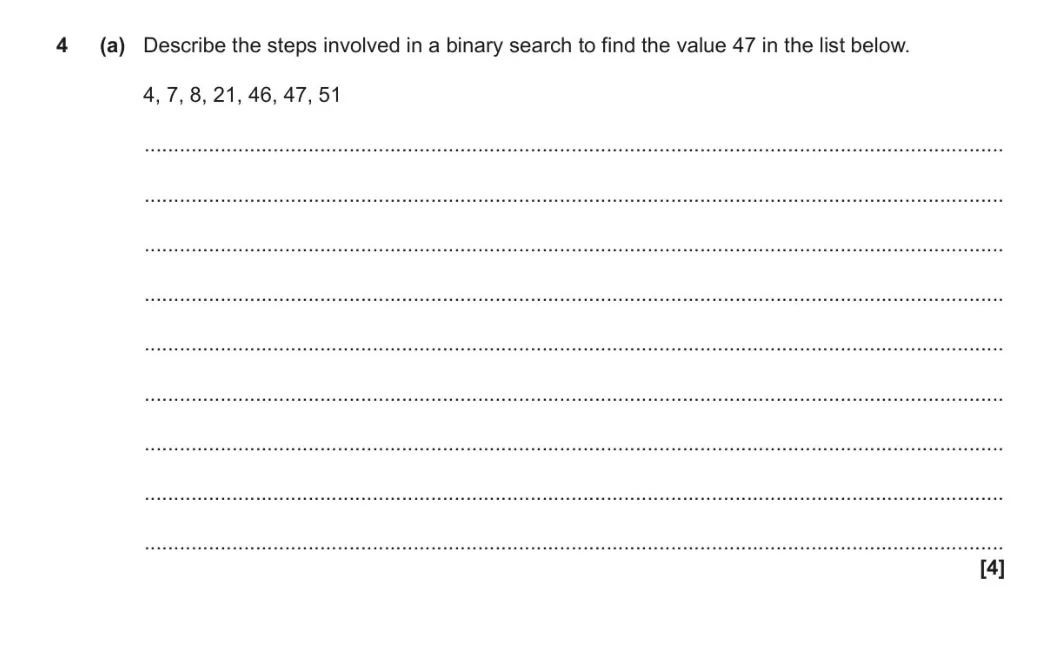 4 (a) Describe the steps involved in a binary search to find the value 47 in the list below.
4, 7, 8, 21, 46, 47, 51
[4]